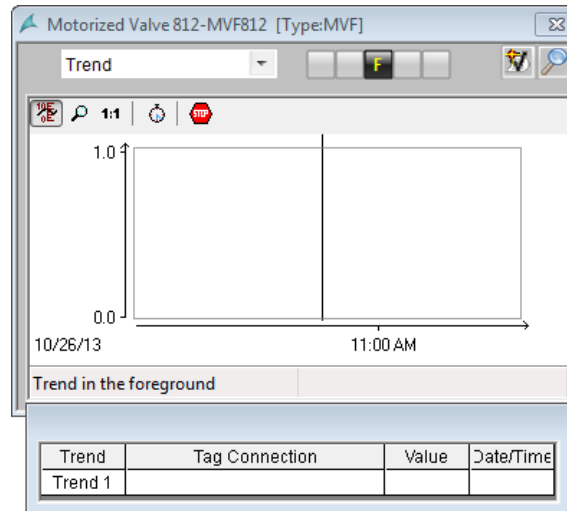 Motorized Valve 812-MVF812 [Type:MVF]
Trend
F
1:1
STOP
1.0
0.0
10/26/13
11:00 AM
Trend in the foreground
Trend Tag Connection Value Date/Time
Trend 1